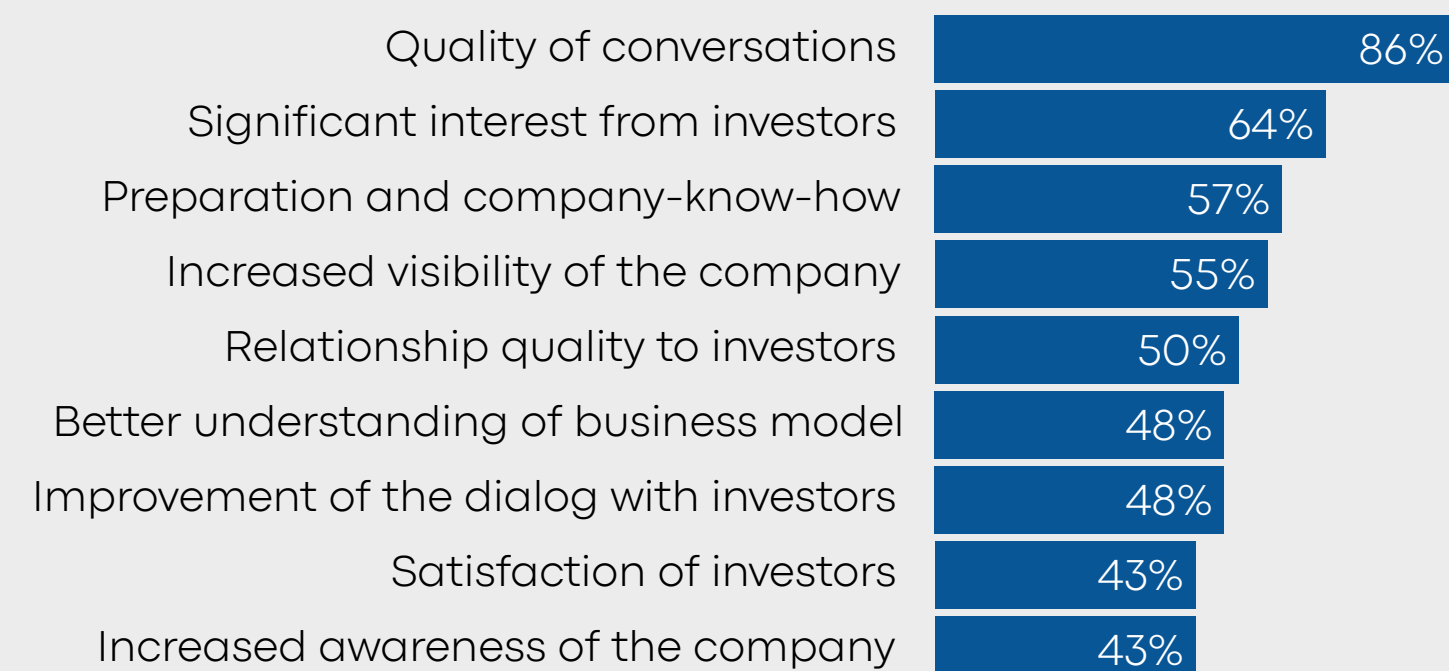 Quality of conversations 86%
Significant interest from investors 64%
Preparation and company-know-how 57%
Increased visibility of the company 55%
Relationship quality to investors 50%
Better understanding of business model 48%
Improvement of the dialog with investors 48%
Satisfaction of investors 43%
Increased awareness of the company 43%